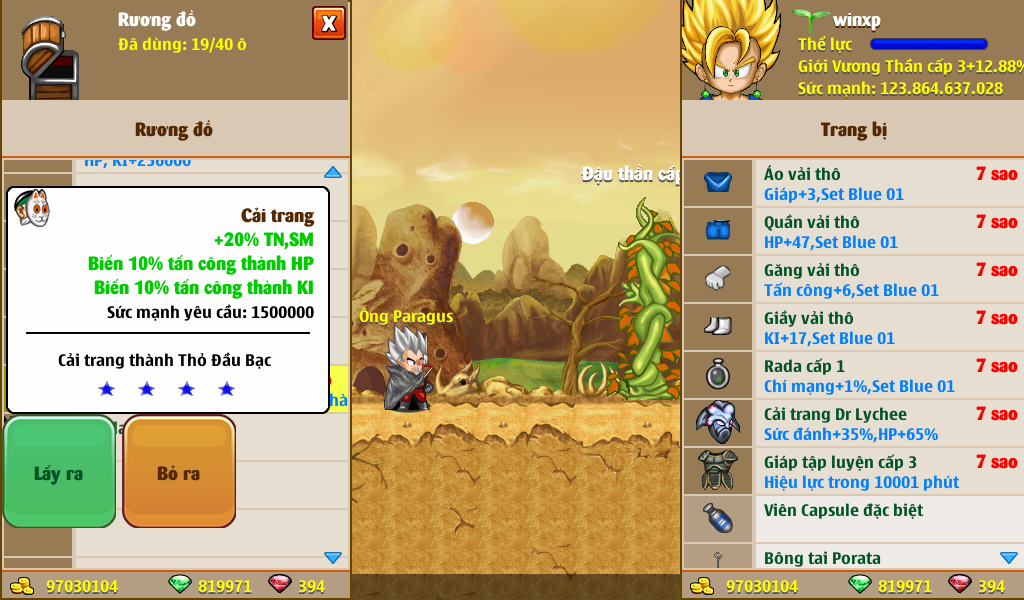 Rương đồ
Đã dùng: 19/40 ô
X
Rương đồ
HP, KI+250000
Cải trang
+20% TN,SM
Biến 10% tấn công thành HP
Biến 10% tấn công thành KI
Sức mạnh yêu cầu: 1500000
Cải trang thành Thỏ Đầu Bạc
Lấy ra
Bỏ ra
97030104
819971
394
Đậu thần cấp
Ông Paragus
winxp
Thể lực
Giới Vương Thần cấp 3+12.88%
Sức mạnh: 123.864.637.028
Trang bị
Áo vải thô
7 sao
Giáp+3,Set Blue 01
Quần vải thô
7 sao
HP+47,Set Blue 01
Găng vải thô
7 sao
Tấn công+6,Set Blue 01
Giầy vải thô
7 sao
KI+17,Set Blue 01
Rada cấp 1
7 sao
Chí mạng+1%,Set Blue 01
Cải trang Dr Lychee
7 sao
Sức đánh+35%,HP+65%
Giáp tập luyện cấp 3
7 sao
Hiệu lực trong 10001 phút
Viên Capsule đặc biệt
Bông tai Porata
97030104
819971
394